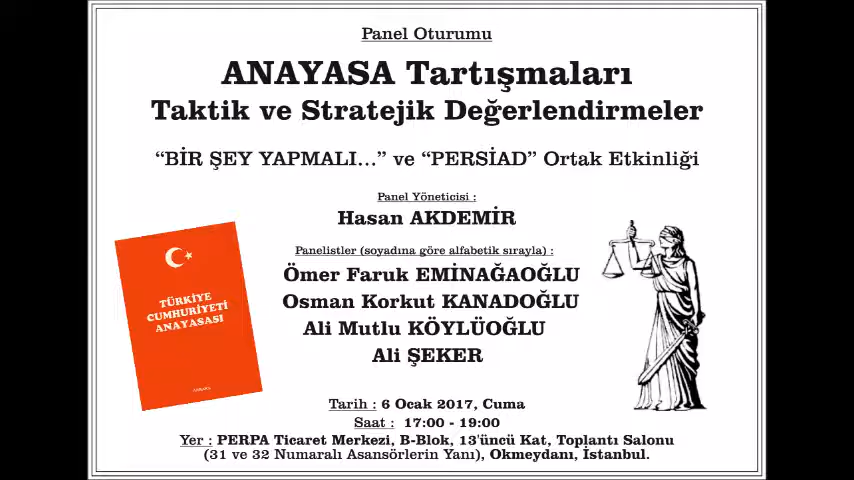 Panel Oturumu
ANAYASA Tartışmaları
Taktik ve Stratejik Değerlendirmeler
“BİR ŞEY YAPMALI...” ve “PERSİAD” Ortak Etkinliği
Panel Yöneticisi :
Hasan AKDEMİR
Panelistler (soyadına göre alfabetik sırayla) :
Ömer Faruk EMİNAĞAOĞLU
Osman Korkut KANADOĞLU
Ali Mutlu KÖYLÜOĞLU
Ali ŞEKER
TÜRKİYE
CUMHURİYETİ
ANAYASASI
Tarih : 6 Ocak 2017, Cuma
Saat : 17:00 - 19:00
Yer : PERPA Ticaret Merkezi, B-Blok, 13'üncü Kat, Toplantı Salonu
(31 ve 32 Numaralı Asansörlerin Yanı), Okmeydanı, İstanbul.